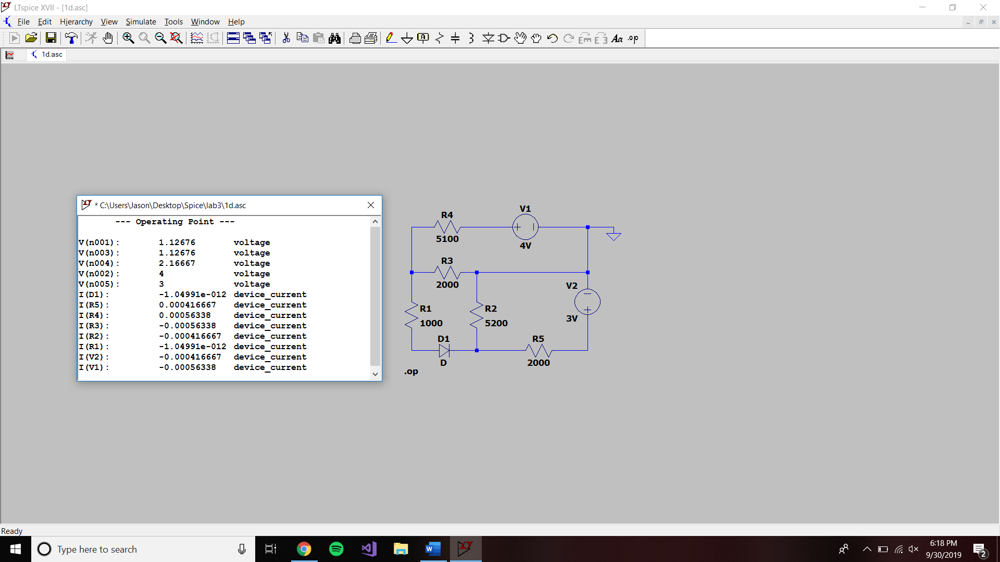 LTspice XVII - [1d.asc]
File Edit Hierarchy View Simulate Tools Window Help
.op
1d.asc
* C:\Users\Jason\Desktop\Spice\lab3\1d.asc
--- Operating Point ---
V(n001): 1.12676 voltage
V(n003): 1.12676 voltage
V(n004): 2.16667 voltage
V(n002): 4 voltage
V(n005): 3 voltage
I(D1): -1.04991e-012 device_current
I(R5): 0.000416667 device_current
I(R4): 0.00056338 device_current
I(R3): -0.00056338 device_current
I(R2): -0.000416667 device_current
I(R1): -1.04991e-012 device_current
I(V2): -0.000416667 device_current
I(V1): -0.00056338 device_current
V1
R4
5100
4V
R3
2000
V2
R1
1000
R2
5200
3V
D1
D
R5
2000
.op
Ready
Type here to search
6:18 PM
9/30/2019
2